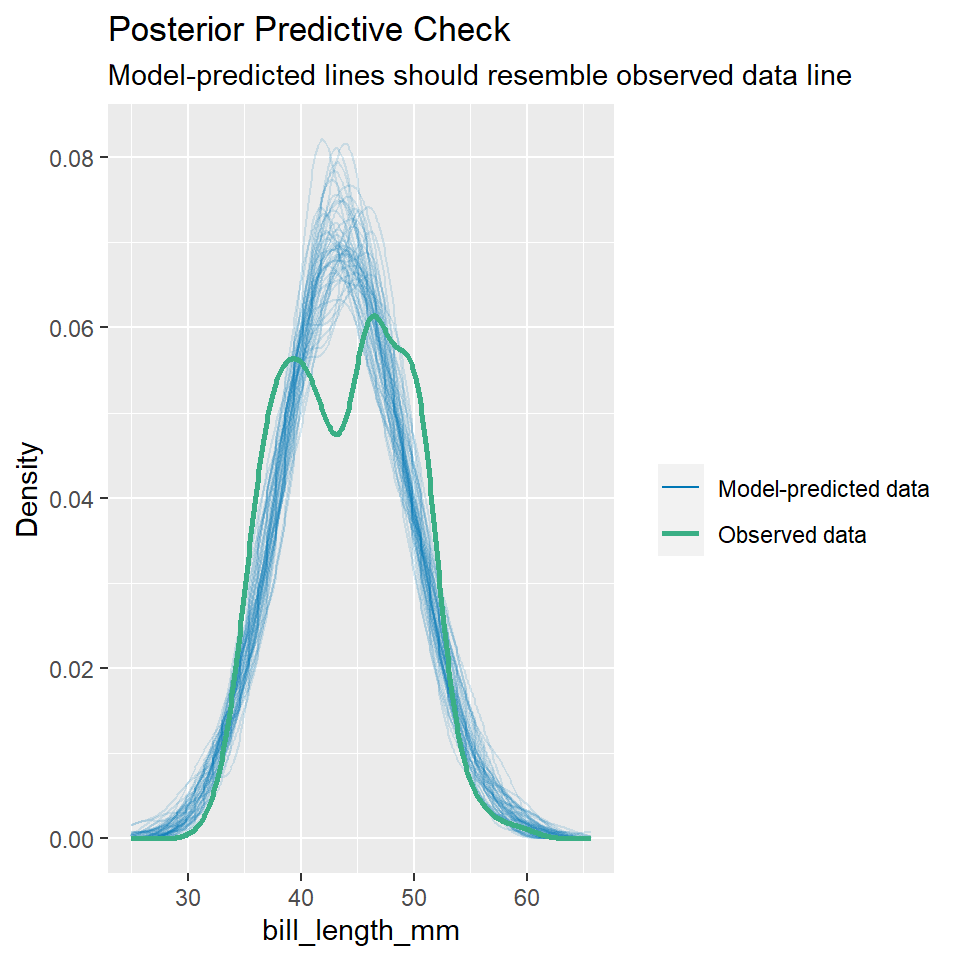 Posterior Predictive Check
Model-predicted lines should resemble observed data line
0.08
0.06
0.04
0.02
0.00
Density
30 40 50 60
bill_length_mm
Model-predicted data
Observed data